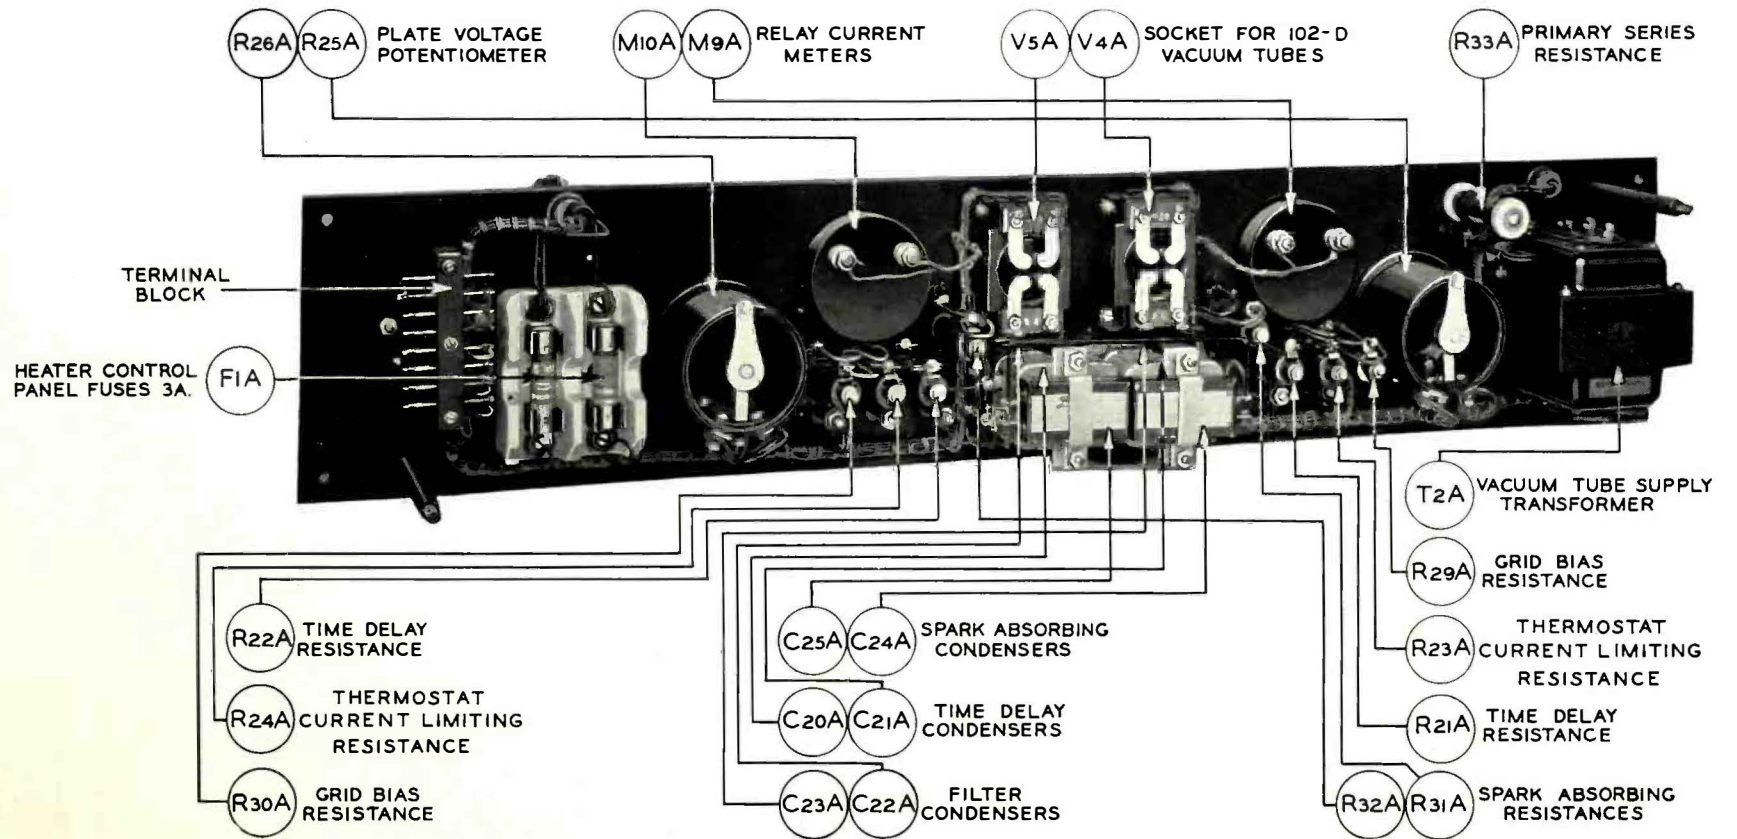 R26A R25A PLATE VOLTAGE
POTENTIOMETER
M10A M9A RELAY CURRENT
METERS
V5A V4A SOCKET FOR 102-D
VACUUM TUBES
R33A PRIMARY SERIES
RESISTANCE
TERMINAL
BLOCK
HEATER CONTROL
PANEL FUSES 3A.
F1A
T2A VACUUM TUBE SUPPLY
TRANSFORMER
R29A GRID BIAS
RESISTANCE
R22A TIME DELAY
RESISTANCE
C25A C24A SPARK ABSORBING
CONDENSERS
R23A THERMOSTAT
CURRENT LIMITING
RESISTANCE
R24A THERMOSTAT
CURRENT LIMITING
RESISTANCE
C20A C21A TIME DELAY
CONDENSERS
R21A TIME DELAY
RESISTANCE
R30A GRID BIAS
RESISTANCE
C23A C22A FILTER
CONDENSERS
R32A R31A SPARK ABSORBING
RESISTANCES